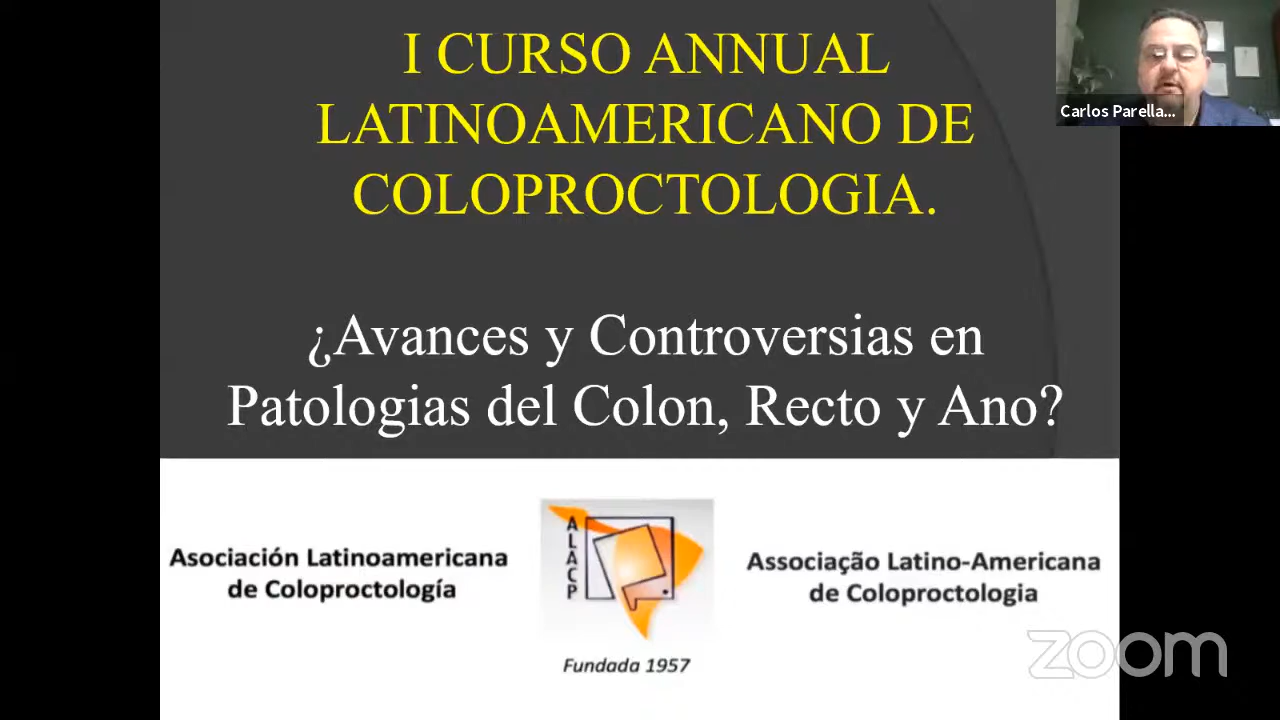 I CURSO ANNUAL
LATINOAMERICANO DE
COLOPROCTOLOGIA.
Carlos Parella...
¿Avances y Controversias en
Patologias del Colon, Recto y Ano?
Asociación Latinoamericana
de Coloproctología
ALACP
Fundada 1957
Associação Latino-Americana
de Coloproctologia
zoom